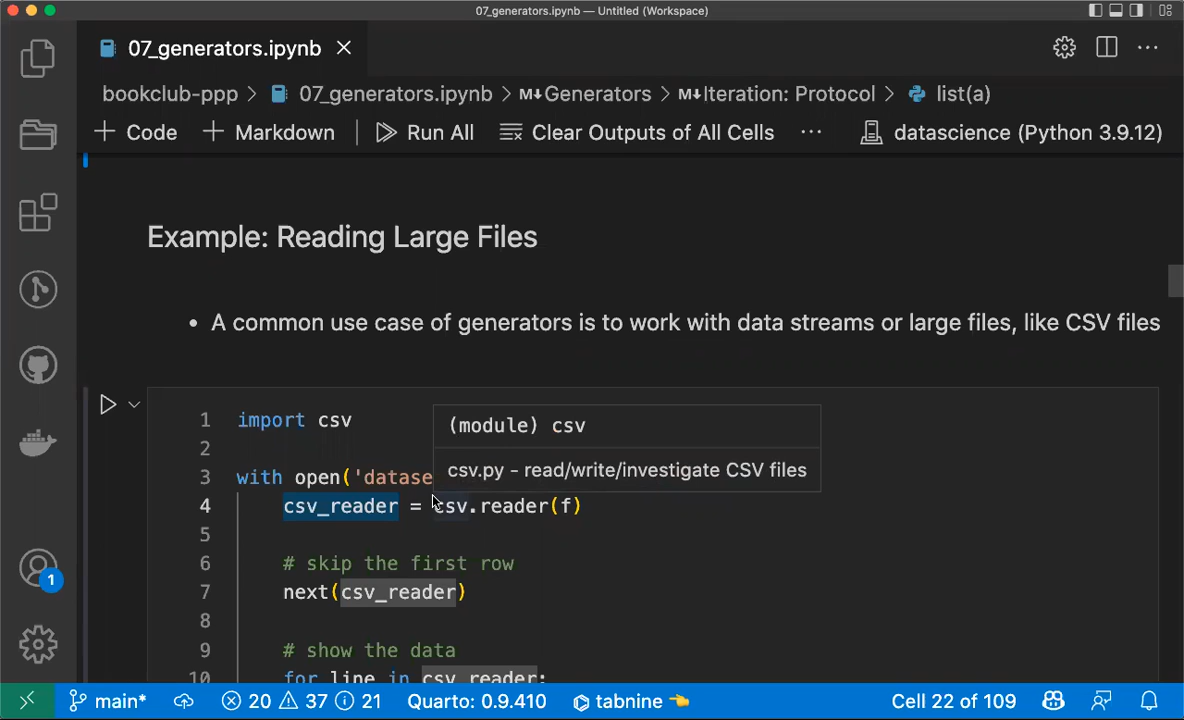 07_generators.ipynb — Untitled (Workspace)
07_generators.ipynb
bookclub-ppp > 07_generators.ipynb > M↓Generators > M↓Iteration: Protocol > list(a)
+ Code + Markdown Run All Clear Outputs of All Cells ··· datascience (Python 3.9.12)
Example: Reading Large Files
• A common use case of generators is to work with data streams or large files, like CSV files
1 import csv
(module) csv
2
csv.py - read/write/investigate CSV files
3 with open('datase
4 csv_reader = csv.reader(f)
5
6 # skip the first row
7 next(csv_reader)
8
9 # show the data
10 for line in csv_reader:
1
main* 20 37 21 Quarto: 0.9.410 tabnine Cell 22 of 109